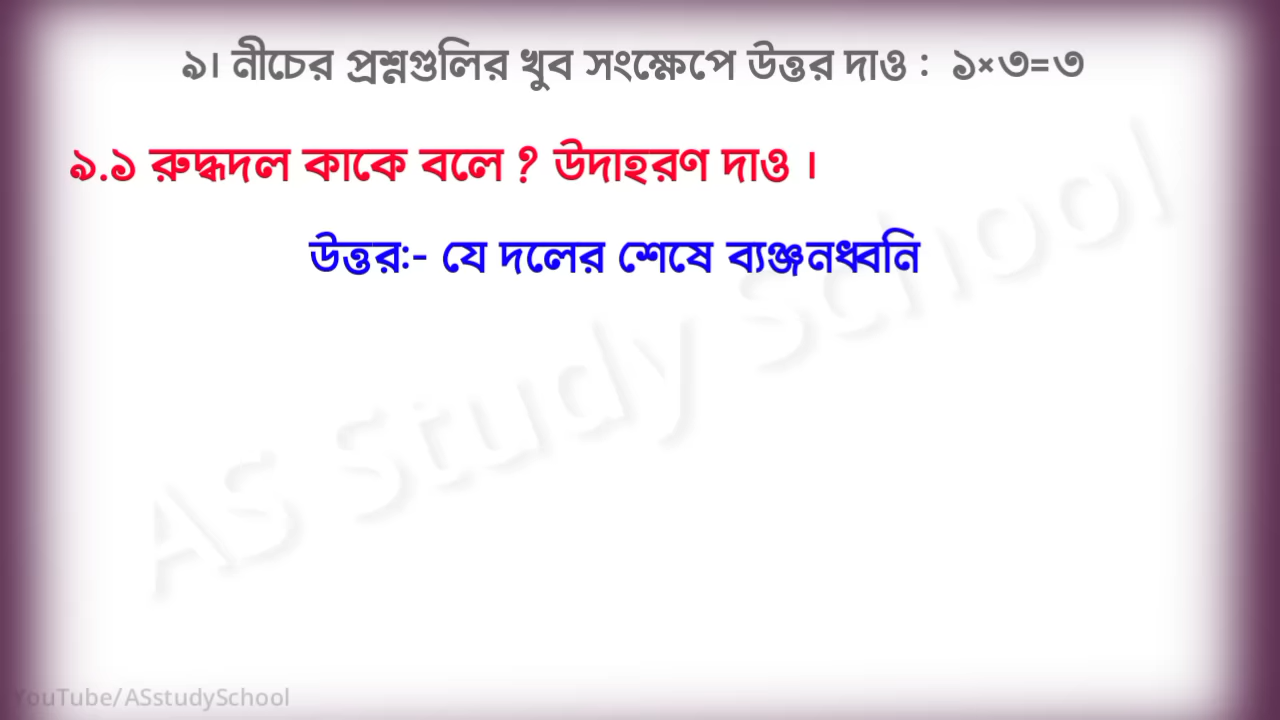 ৯। নীচের প্রশ্নগুলির খুব সংক্ষেপে উত্তর দাও : ১×৩=৩
৯.১ রুদ্ধদল কাকে বলে ? উদাহরণ দাও ।
উত্তর:- যে দলের শেষে ব্যঞ্জনধ্বনি
AS Study School
YouTube/ASstudySchool